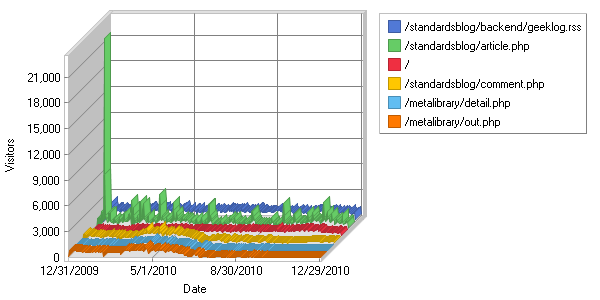 /standardsblog/backend/geeklog.rss
/standardsblog/article.php
/
/standardsblog/comment.php
/metalibrary/detail.php
/metalibrary/out.php
Visitors
21,000
18,000
15,000
12,000
9,000
6,000
3,000
0
12/31/2009 5/1/2010 8/30/2010 12/29/2010
Date